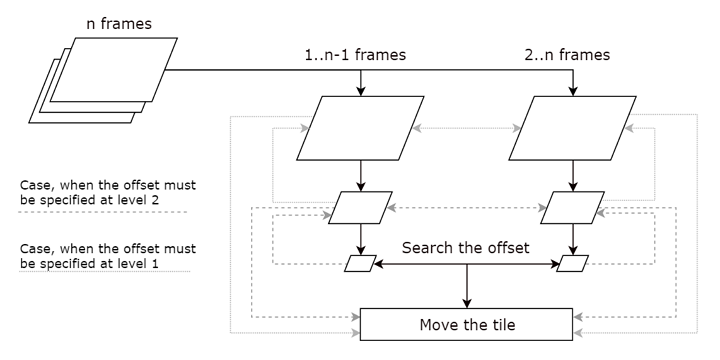 n frames
1..n-1 frames
2..n frames
Case, when the offset must
be specified at level 2
Case, when the offset must
be specified at level 1
Search the offset
Move the tile